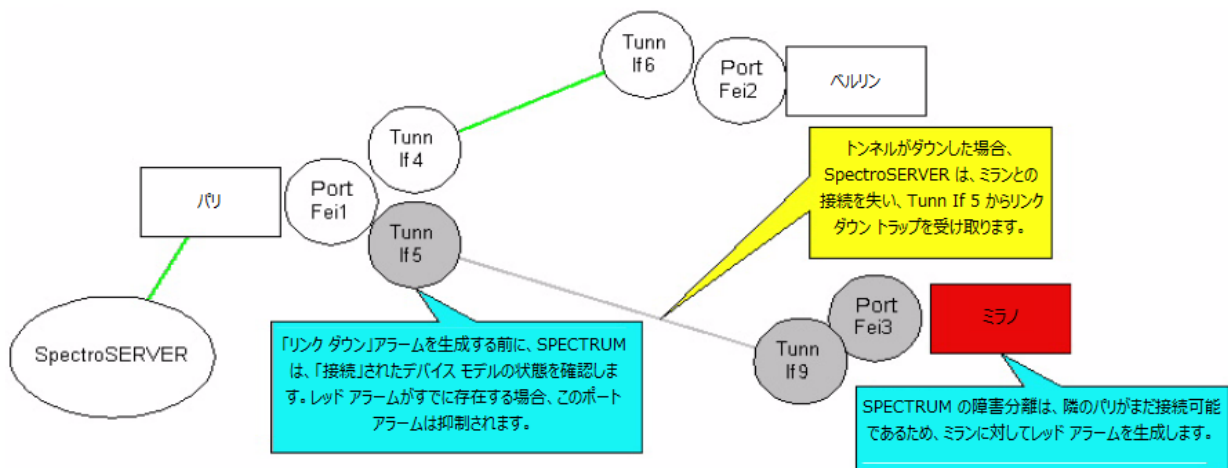 Tunn
If6
Port
Fei2
ベルリン
Tunn
If4
パリ
Port
Fei1
Tunn
If5
トンネルがダウンした場合、
SpectroSERVER は、ミランとの
接続を失い、Tunn If 5 からリンク
ダウン トラップを受け取ります。
SpectroSERVER
「リンク ダウン」アラームを生成する前に、SPECTRUM
は、「接続」されたデバイス モデルの状態を確認しま
す。レッド アラームがすでに存在する場合、このポート
アラームは抑制されます。
Port
Fei3
ミラノ
Tunn
If9
SPECTRUM の障害分離は、隣のパリがまだ接続可能
であるため、ミランに対してレッド アラームを生成します。